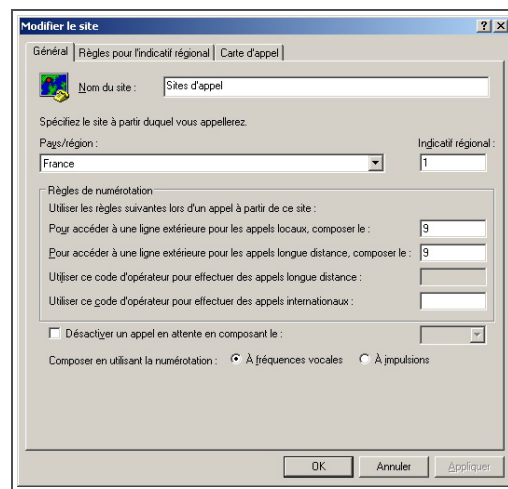 Modifier le site
Général Règles pour l'indicatif régional Carte d'appel
Nom du site : Sites d'appel
Spécifiez le site à partir duquel vous appellerez.
Pays/région : Indicatif régional :
France 1
Règles de numérotation
Utiliser les règles suivantes lors d'un appel à partir de ce site :
Pour accéder à une ligne extérieure pour les appels locaux, composer le : 9
Pour accéder à une ligne extérieure pour les appels longue distance, composer le : 9
Utiliser ce code d'opérateur pour effectuer des appels longue distance :
Utiliser ce code d'opérateur pour effectuer des appels internationaux :
Désactiver un appel en attente en composant le :
Composer en utilisant la numérotation : À fréquences vocales À impulsions
OK Annuler Appliquer